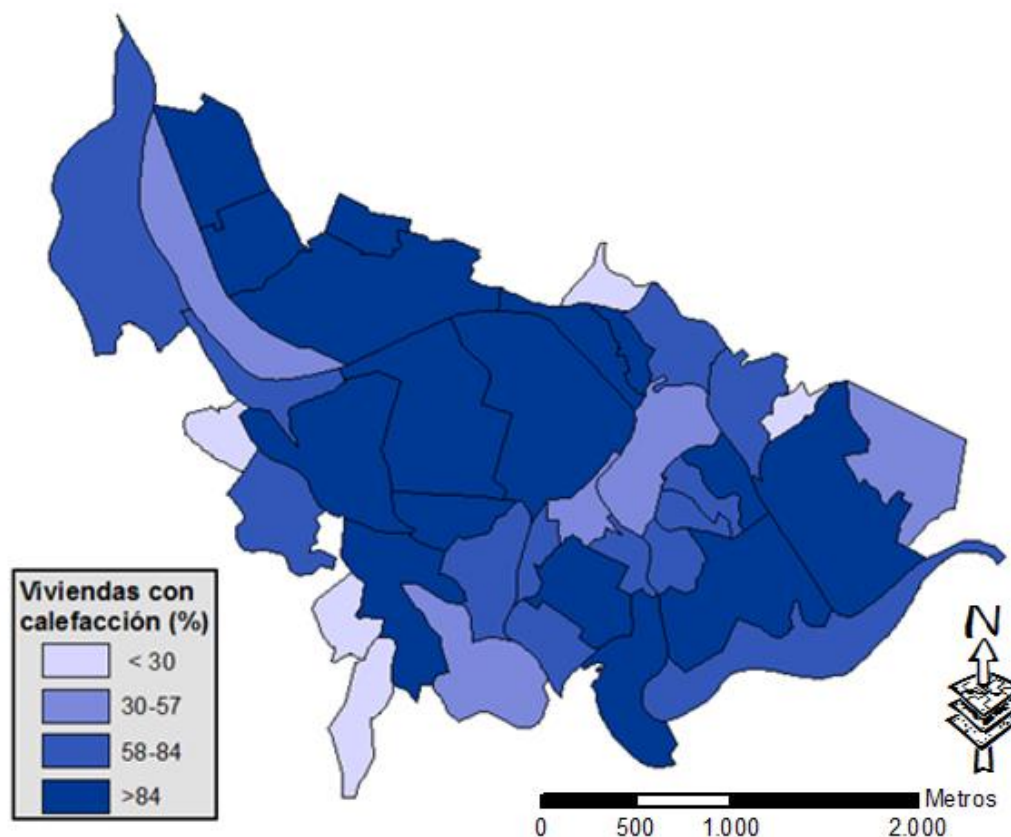 Viviendas con
calefacción (%)
< 30
30-57
58-84
>84
N
Metros
0 500 1.000 2.000